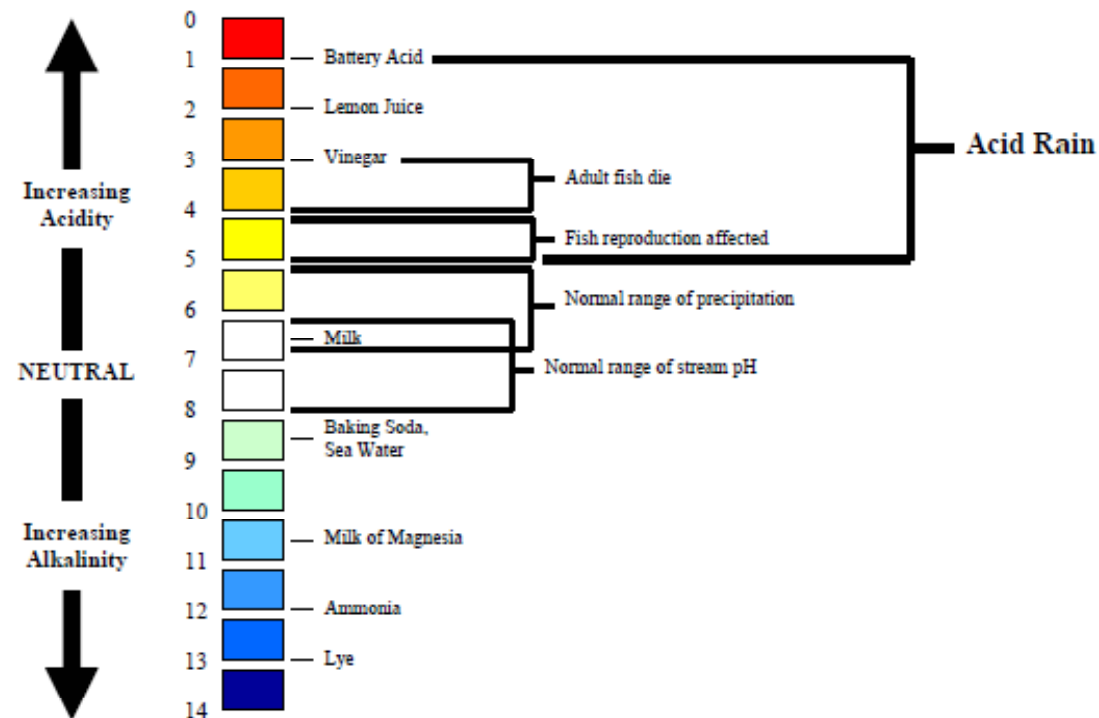 0
1
Battery Acid
2
Lemon Juice
Acid Rain
3
Vinegar
Adult fish die
Increasing
Acidity
4
Fish reproduction affected
5
Normal range of precipitation
6
Milk
7
NEUTRAL
Normal range of stream pH
8
Baking Soda,
Sea Water
9
10
Increasing
Alkalinity
Milk of Magnesia
11
12
Ammonia
13
Lye
14